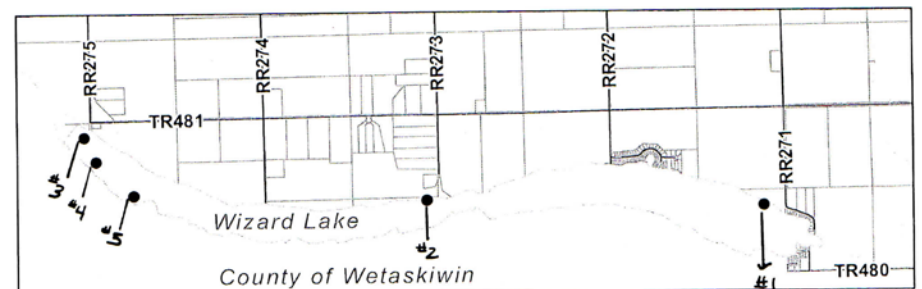 RR275
RR274
RR273
RR272
RR271
TR481
#3
#4
#5
Wizard Lake
#2
#1
County of Wetaskiwin
TR480